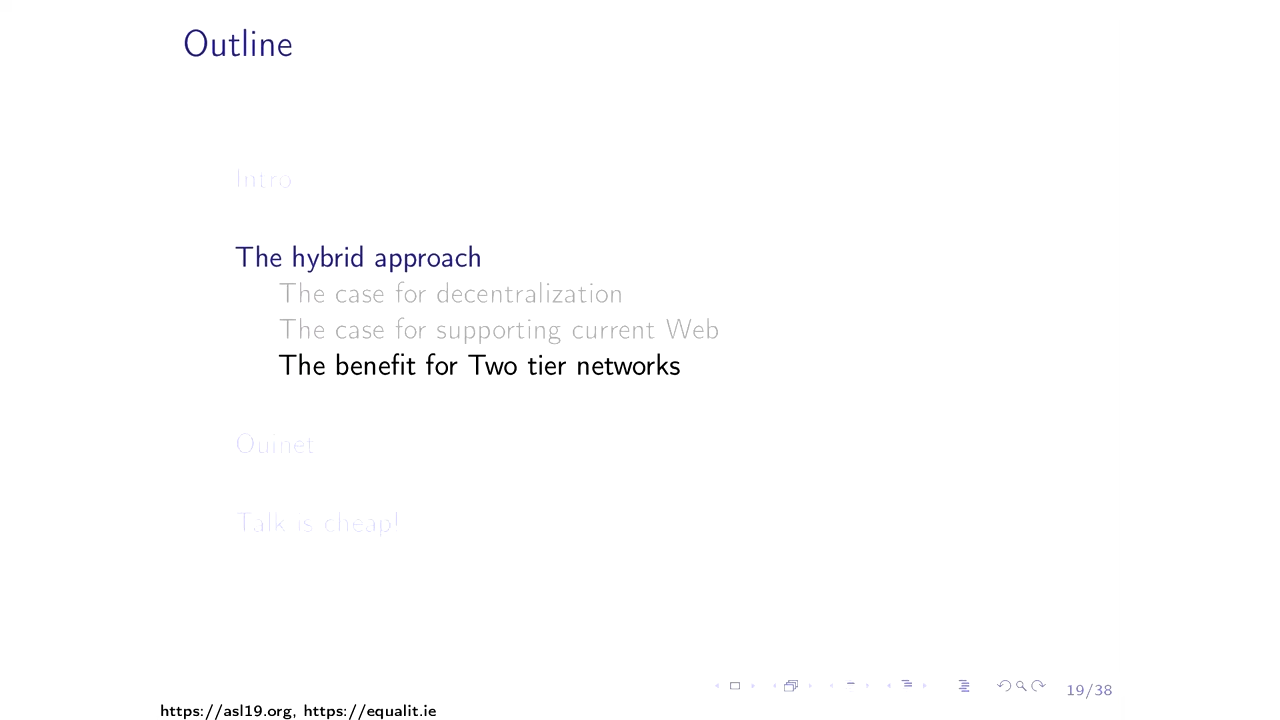 Outline
Intro
The hybrid approach
The case for decentralization
The case for supporting current Web
The benefit for Two tier networks
Ouinet
Talk is cheap!
19/38
https://asl19.org, https://equalit.ie